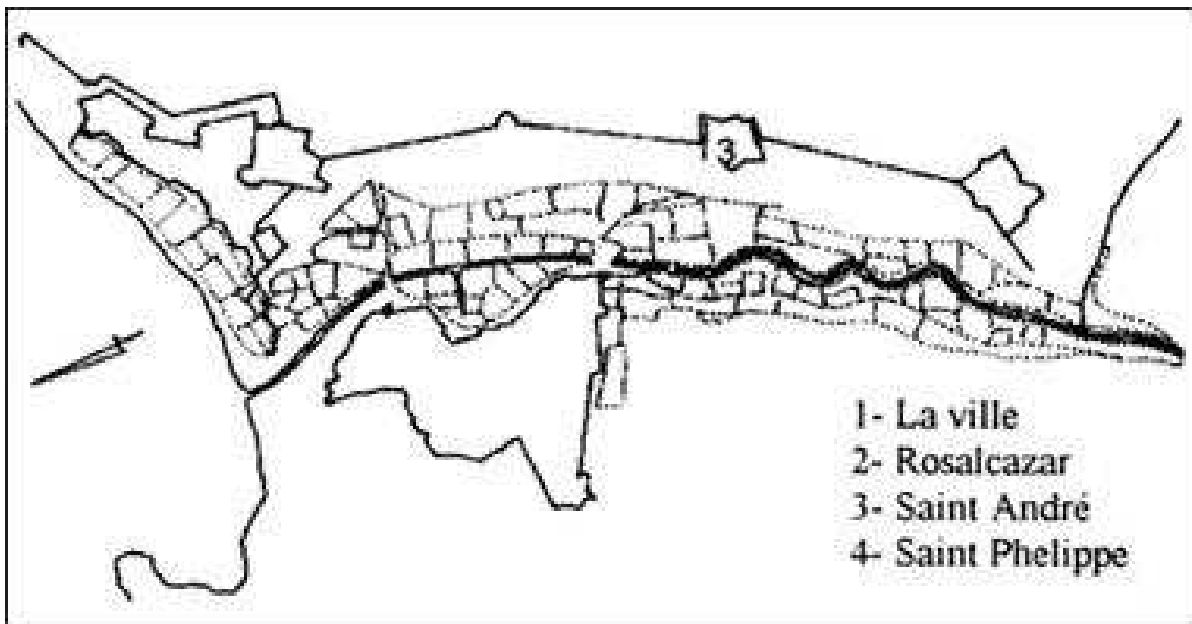 3
1- La ville
2- Rosalcazar
3- Saint André
4- Saint Phelippe